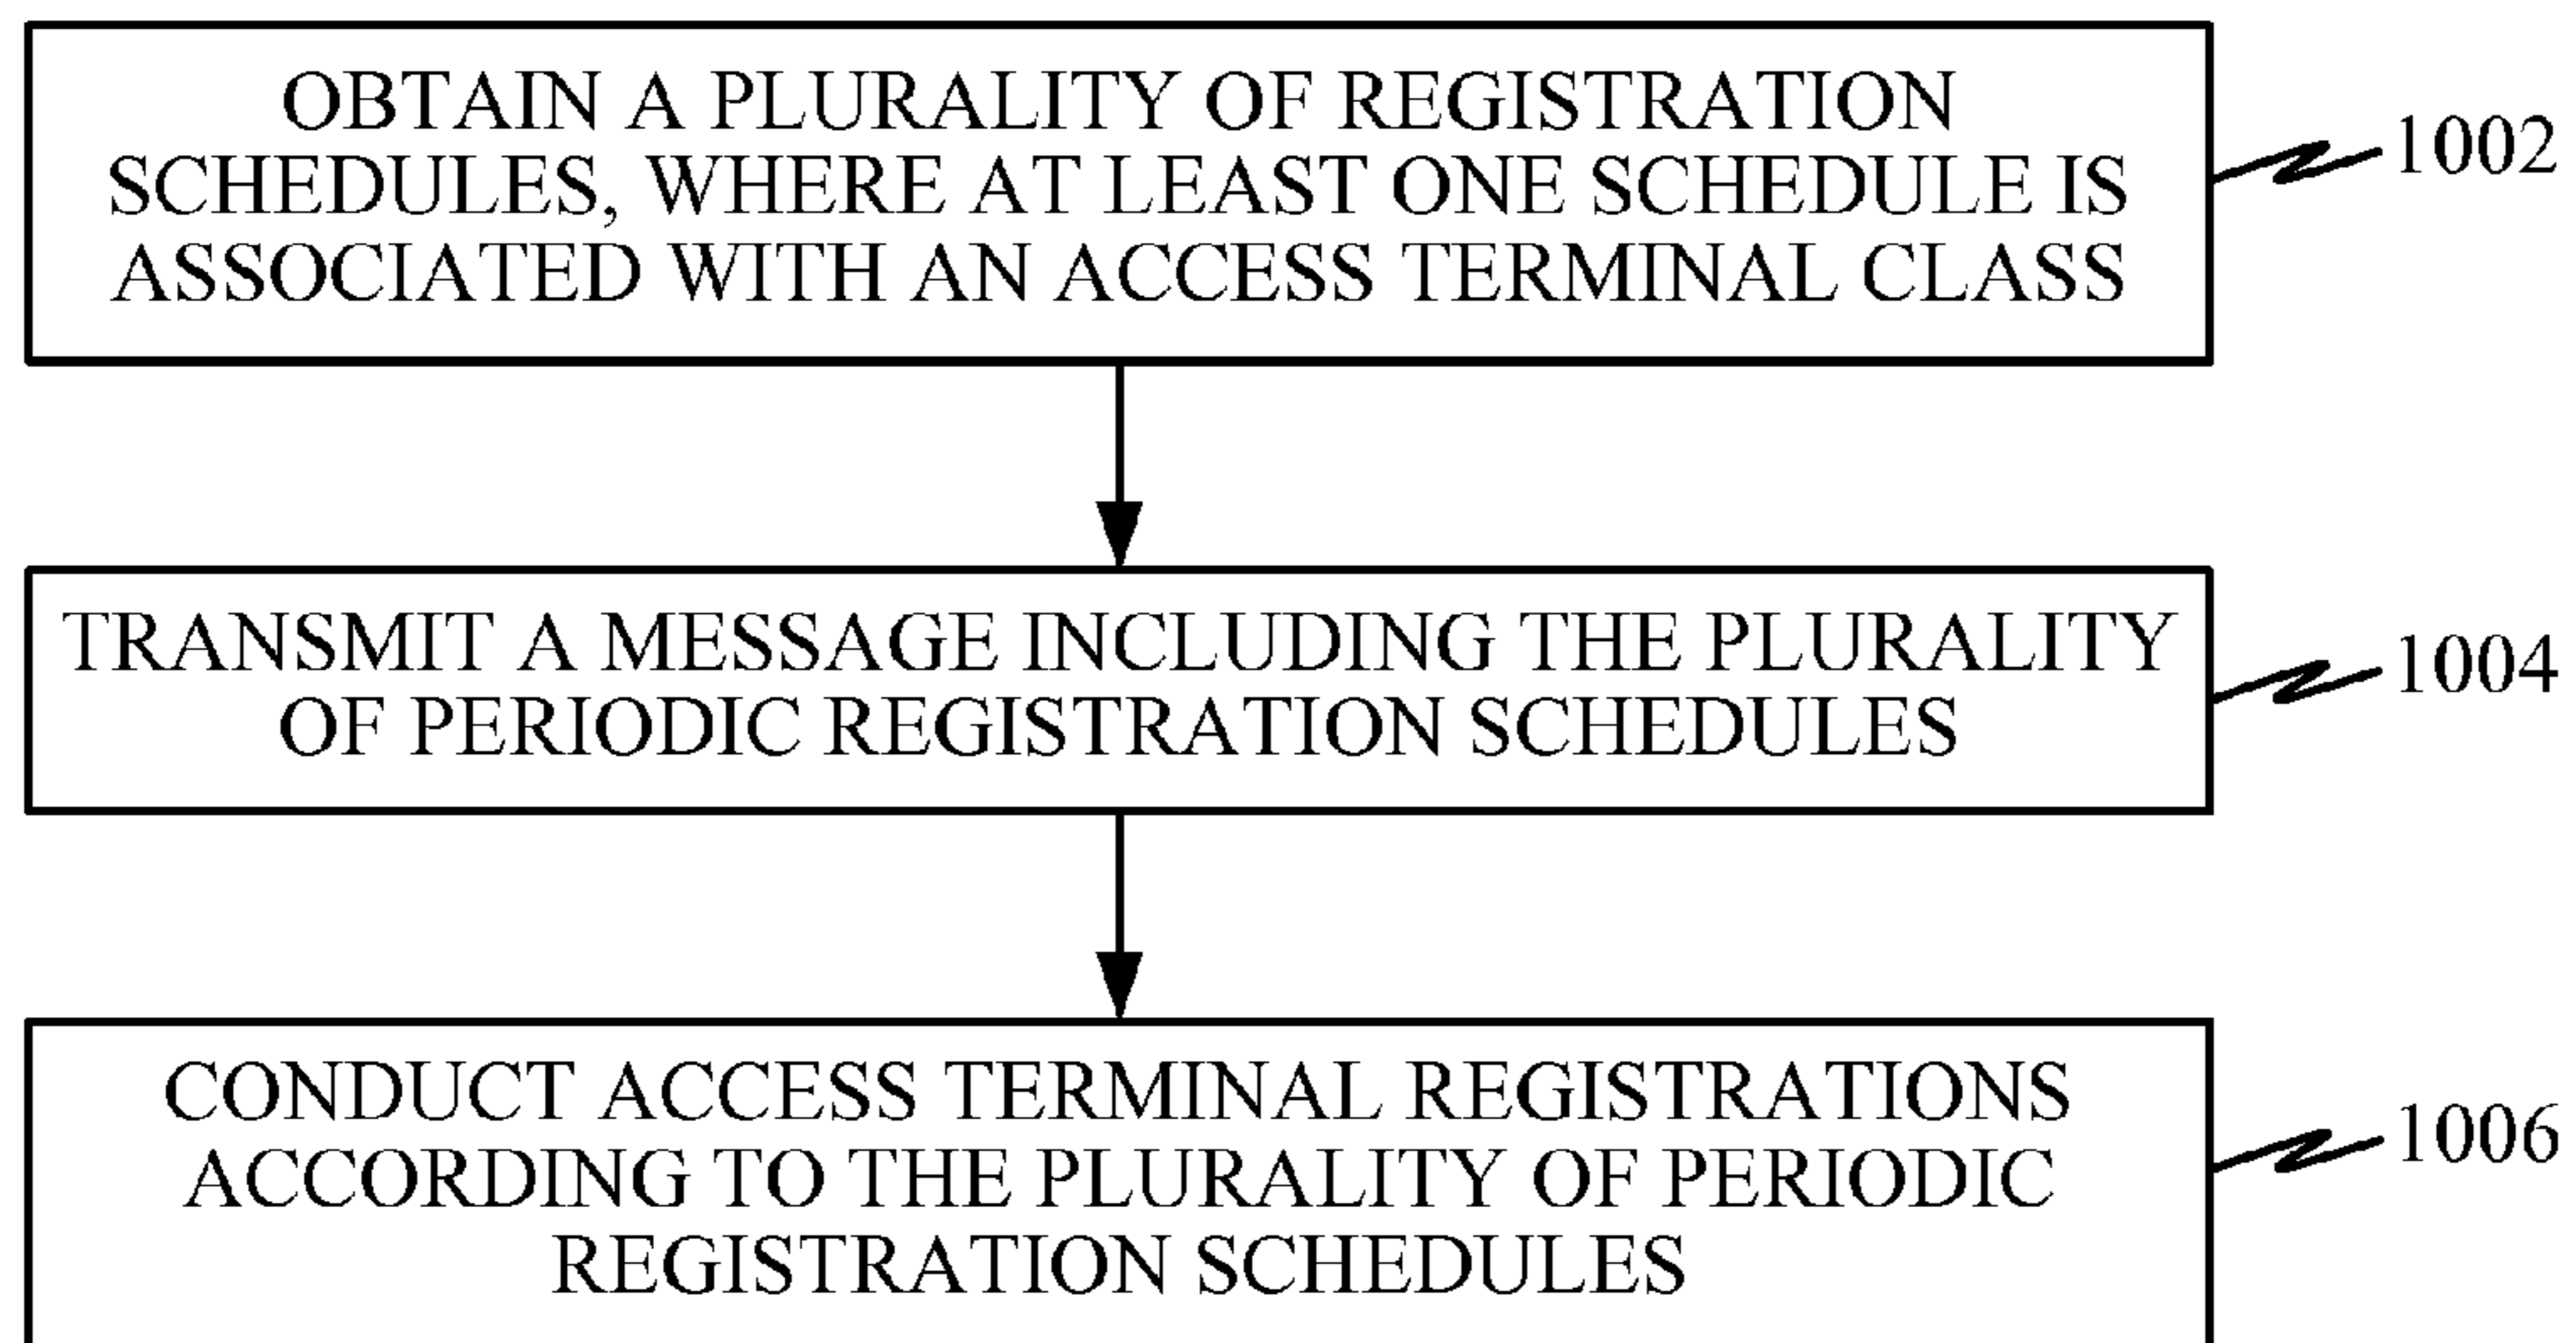 OBTAIN A PLURALITY OF REGISTRATION
SCHEDULES, WHERE AT LEAST ONE SCHEDULE IS
ASSOCIATED WITH AN ACCESS TERMINAL CLASS
1002
TRANSMIT A MESSAGE INCLUDING THE PLURALITY
OF PERIODIC REGISTRATION SCHEDULES
1004
CONDUCT ACCESS TERMINAL REGISTRATIONS
ACCORDING TO THE PLURALITY OF PERIODIC
REGISTRATION SCHEDULES
1006